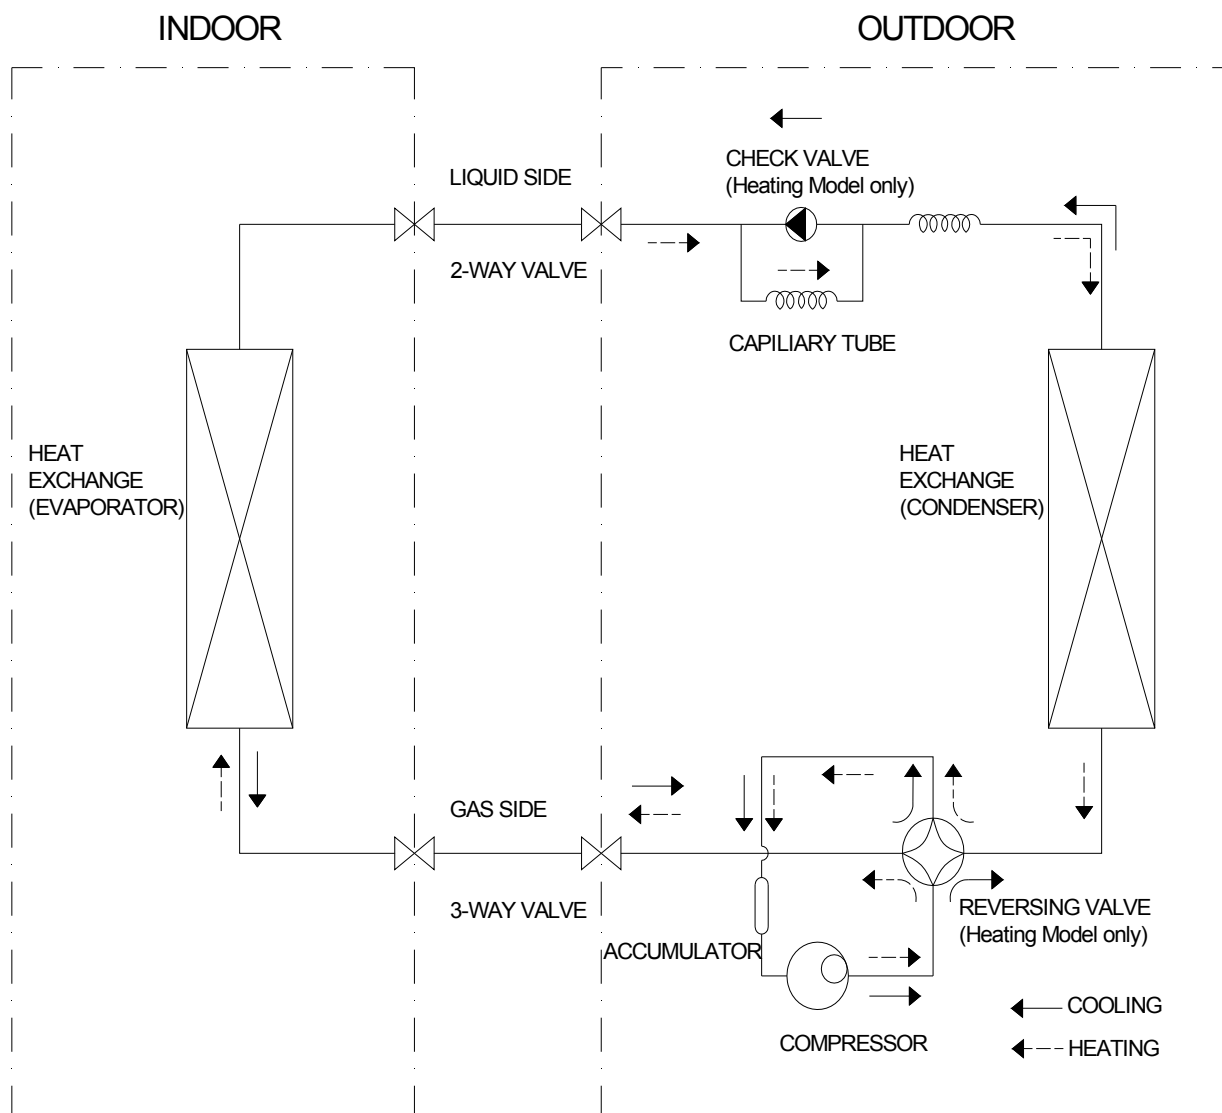 INDOOR
OUTDOOR
CHECK VALVE
(Heating Model only)
LIQUID SIDE
2-WAY VALVE
CAPILIARY TUBE
HEAT
EXCHANGE
(EVAPORATOR)
HEAT
EXCHANGE
(CONDENSER)
GAS SIDE
3-WAY VALVE
REVERSING VALVE
(Heating Model only)
ACCUMULATOR
COMPRESSOR
COOLING
HEATING